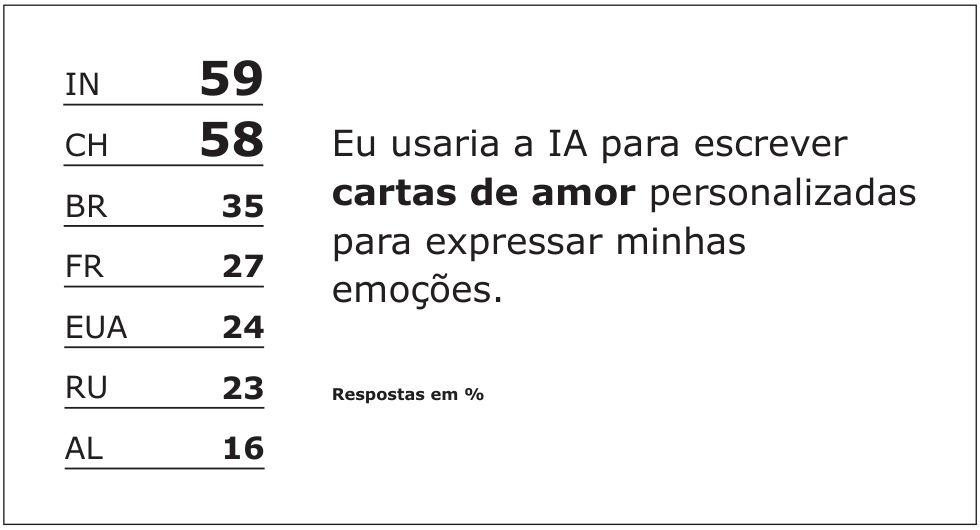 IN 59
CH 58
BR 35
FR 27
EUA 24
RU 23
AL 16
Eu usaria a IA para escrever
cartas de amor personalizadas
para expressar minhas
emoções.
Respostas em %